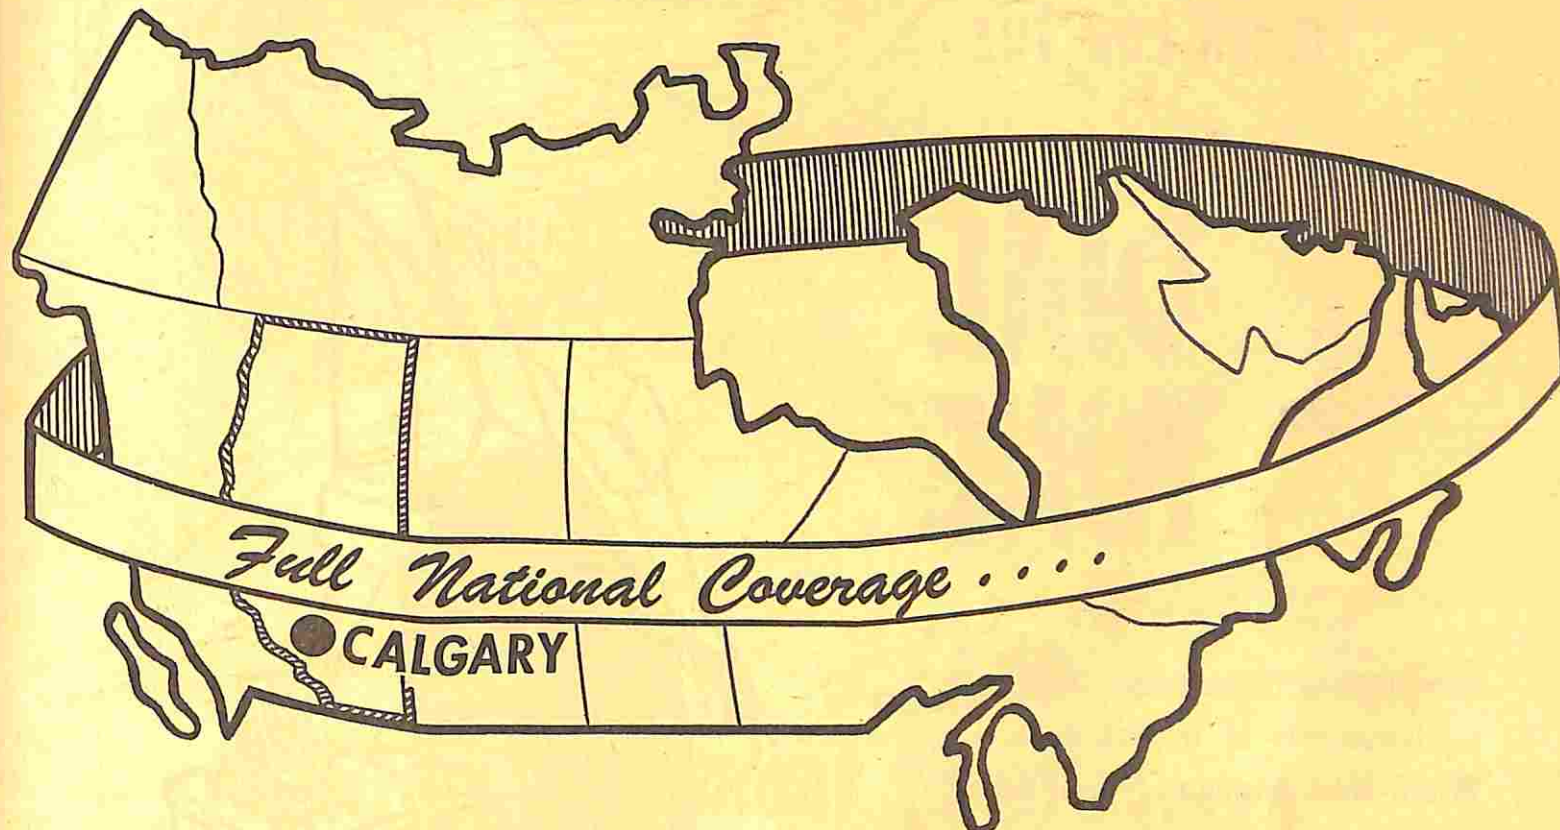 Full National Coverage . . . .
CALGARY